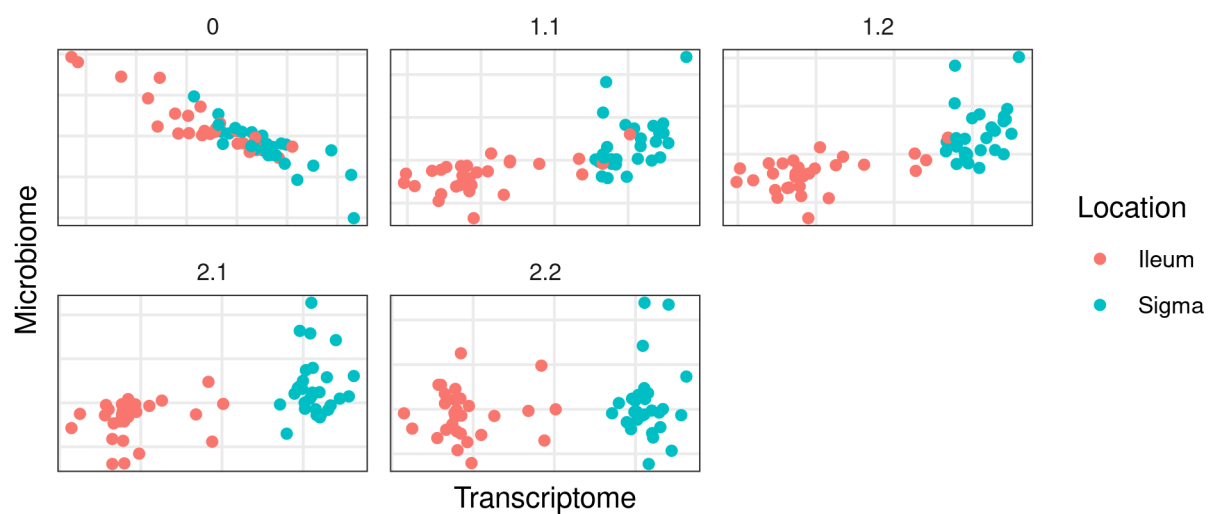 0
1.1
1.2
2.1
2.2
Microbiome
Transcriptome
Location
Ileum
Sigma